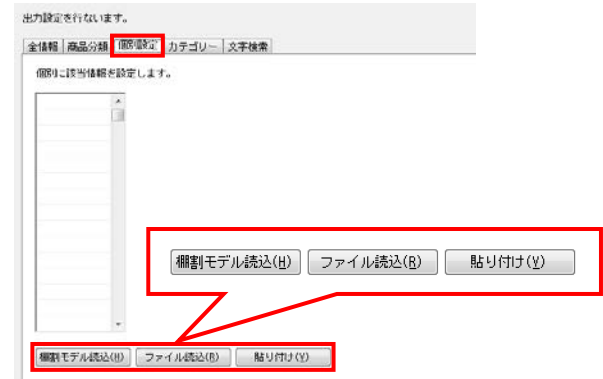 出力設定を行ないます。
全情報 商品分類 個別設定 カテゴリー 文字検索
個別に該当情報を設定します。
棚割モデル読込(H) ファイル読込(R) 貼り付け(V)
棚割モデル読込(H) ファイル読込(R) 貼り付け(V)